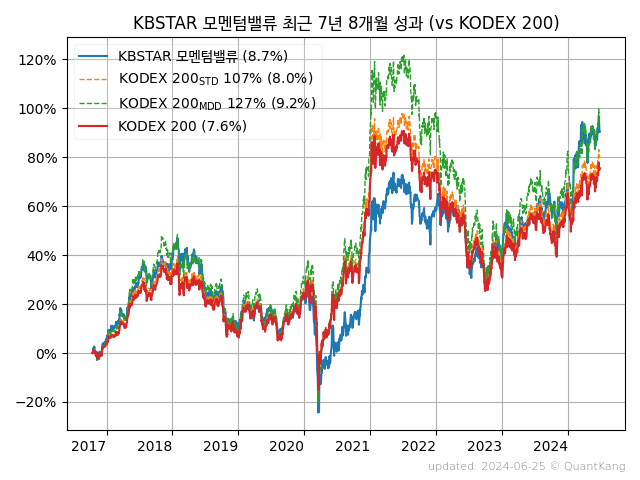 KBSTAR 모멘텀밸류 최근 7년 8개월 성과 (vs KODEX 200)
KBSTAR 모멘텀밸류 (8.7%)
KODEX 200STD 107% (8.0%)
KODEX 200MDD 127% (9.2%)
KODEX 200 (7.6%)
120%
100%
80%
60%
40%
20%
0%
−20%
2017 2018 2019 2020 2021 2022 2023 2024
updated: 2024-06-25 © QuantKang